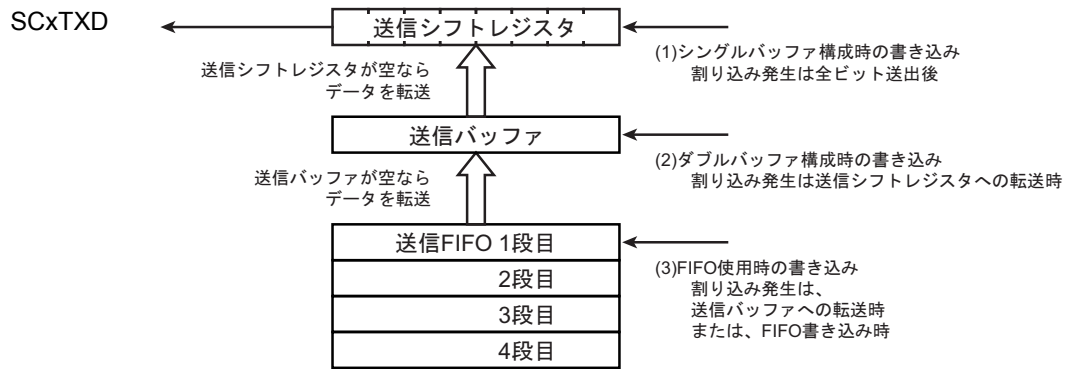 SCxTXD
送信シフトレジスタ
(1)シングルバッファ構成時の書き込み
割り込み発生は全ビット送出後
送信シフトレジスタが空なら
データを転送
送信バッファ
(2)ダブルバッファ構成時の書き込み
割り込み発生は送信シフトレジスタへの転送時
送信バッファが空なら
データを転送
送信FIFO 1段目
2段目
3段目
4段目
(3)FIFO使用時の書き込み
割り込み発生は、
送信バッファへの転送時
または、FIFO書き込み時